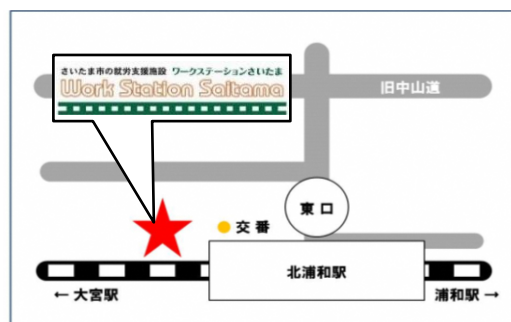 さいたま市の就労支援施設 ワークステーションさいたま
Work Station Saitama
旧中山道
東口
交番
北浦和駅
← 大宮駅
浦和駅 →